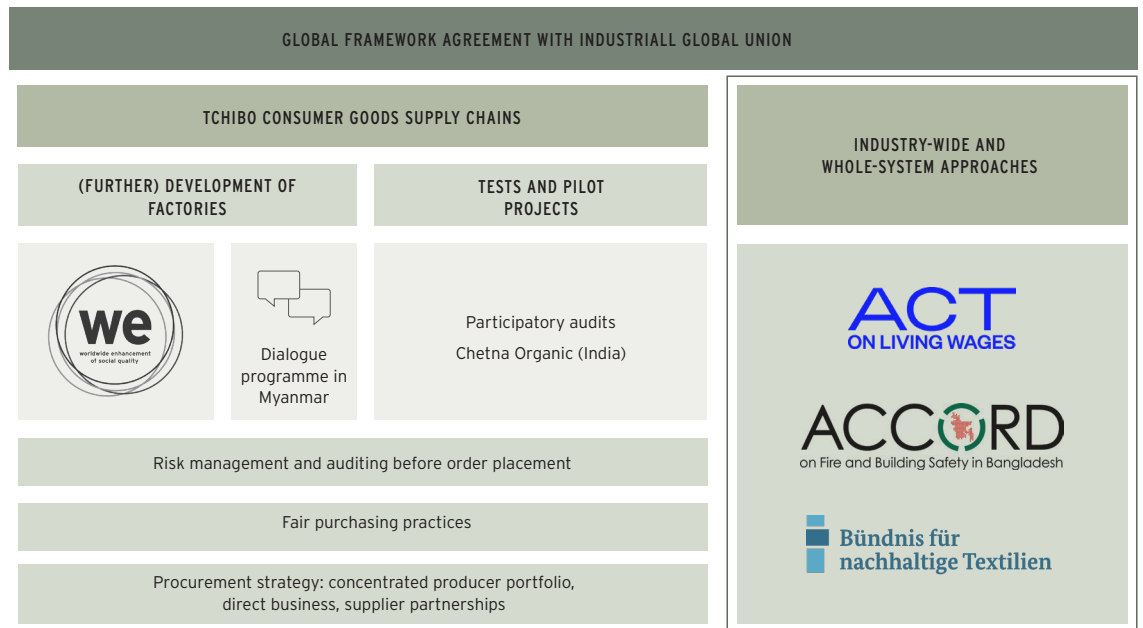 GLOBAL FRAMEWORK AGREEMENT WITH INDUSTRIALL GLOBAL UNION
TCHIBO CONSUMER GOODS SUPPLY CHAINS
(FURTHER) DEVELOPMENT OF
FACTORIES
TESTS AND PILOT
PROJECTS
we
worldwide enhancement
of social quality
Dialogue
programme in
Myanmar
Participatory audits
Chetna Organic (India)
Risk management and auditing before order placement
Fair purchasing practices
Procurement strategy: concentrated producer portfolio,
direct business, supplier partnerships
INDUSTRY-WIDE AND
WHOLE-SYSTEM APPROACHES
ACT
ON LIVING WAGES
ACCORD
on Fire and Building Safety in Bangladesh
Bündnis für
nachhaltige Textilien